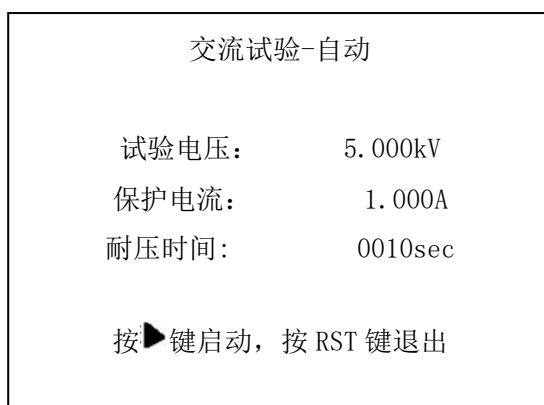 交流试验-自动
试验电压： 5.000kV
保护电流： 1.000A
耐压时间: 0010sec
按▶键启动，按 RST 键退出